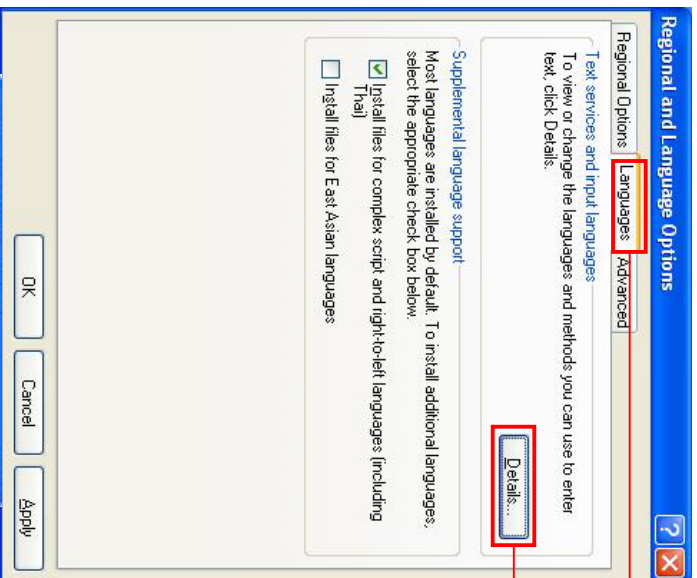 Regional and Language Options
Regional Options Languages Advanced
Text services and input languages
To view or change the languages and methods you can use to enter
text, click Details.
Details...
Supplemental language support
Most languages are installed by default. To install additional languages,
select the appropriate check box below.
Install files for complex script and right-to-left languages (including
Thai)
Install files for East Asian languages
OK Cancel Apply